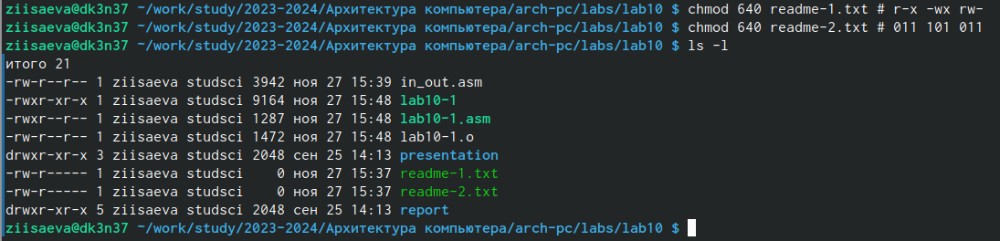 ziisaeva@dk3n37 ~/work/study/2023-2024/Архитектура компьютера/arch-pc/labs/lab10 $ chmod 640 readme-1.txt # r-x -wx rw-
ziisaeva@dk3n37 ~/work/study/2023-2024/Архитектура компьютера/arch-pc/labs/lab10 $ chmod 640 readme-2.txt # 011 101 011
ziisaeva@dk3n37 ~/work/study/2023-2024/Архитектура компьютера/arch-pc/labs/lab10 $ ls -l
итого 21
-rw-r--r-- 1 ziisaeva studsci 3942 ноя 27 15:39 in_out.asm
-rwxr-xr-x 1 ziisaeva studsci 9164 ноя 27 15:48 lab10-1
-rwxr--r-- 1 ziisaeva studsci 1287 ноя 27 15:48 lab10-1.asm
-rw-r--r-- 1 ziisaeva studsci 1472 ноя 27 15:48 lab10-1.o
drwxr-xr-x 3 ziisaeva studsci 2048 сен 25 14:13 presentation
-rw-r----- 1 ziisaeva studsci    0 ноя 27 15:37 readme-1.txt
-rw-r----- 1 ziisaeva studsci    0 ноя 27 15:37 readme-2.txt
drwxr-xr-x 5 ziisaeva studsci 2048 сен 25 14:13 report
ziisaeva@dk3n37 ~/work/study/2023-2024/Архитектура компьютера/arch-pc/labs/lab10 $